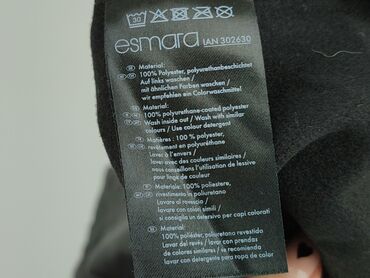 30
esmara IAN 302630
Material:
100% Polyester, polyurethanbeschichtet
Auf links waschen /
mit ähnlichen Farben waschen /
wir empfehlen ein Colorwaschmittel
Material:
100% polyurethane-coated polyester
Wash inside out / Wash with similar
colours / Use colour detergent
Matières : 100 % polyester,
revêtement en polyuréthane
Laver à l'envers /
laver avec des couleurs similaires /
nous conseillons l'utilisation de lessive
pour linge de couleur
Materiale: 100% poliestere,
rivestimento in poliuretano
Lavare al rovescio /
lavare con colori simili /
si consiglia un detersivo per capi colorati
Material:
100% poliéster, poliuretano revestido
Lavar del revés / lavar con prendas
de colores similares / se recomienda
lavar con detergente para ropa de color